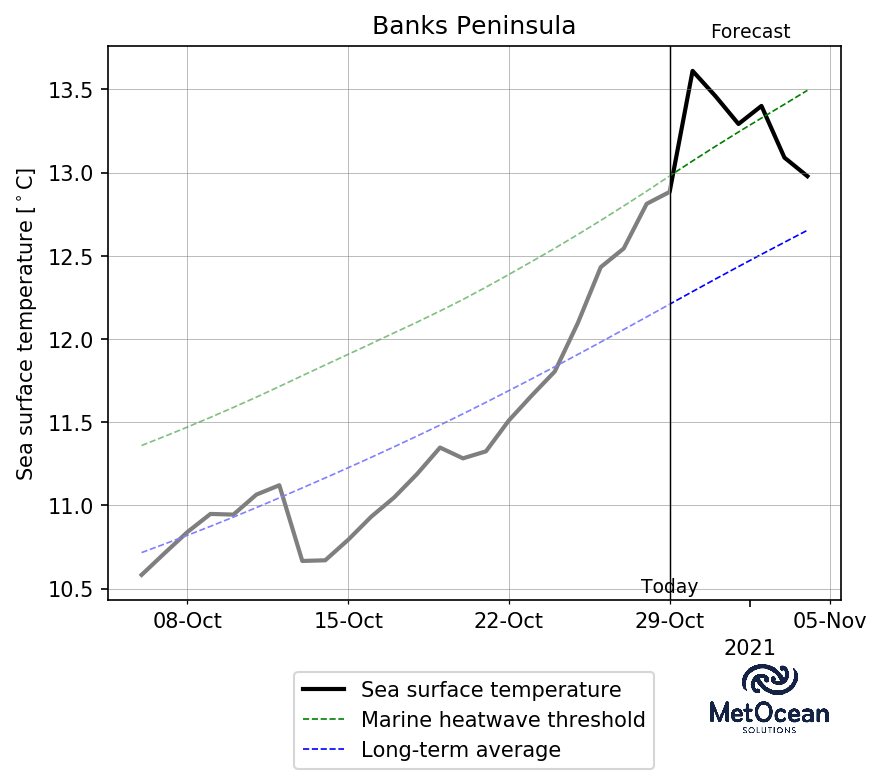 Banks Peninsula
Forecast
Sea surface temperature [°C]
13.5
13.0
12.5
12.0
11.5
11.0
10.5
Today
08-Oct 15-Oct 22-Oct 29-Oct 05-Nov
2021
Sea surface temperature
Marine heatwave threshold
Long-term average
MetOcean
SOLUTIONS